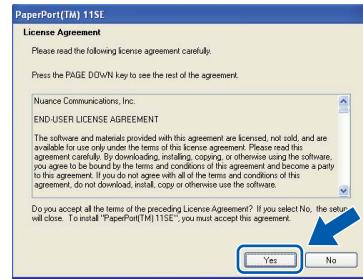 PaperPort(TM) 11SE
License Agreement
Please read the following license agreement carefully.
Press the PAGE DOWN key to see the rest of the agreement.
Nuance Communications, Inc.
END-USER LICENSE AGREEMENT
The software and materials provided with this agreement are licensed, not sold, and are
available for use only under the terms of this license agreement. Please read this
agreement carefully. By downloading, installing, copying, or otherwise using the software,
you agree to be bound by the terms and conditions of this agreement and become a party
to this agreement. If you do not agree with all of the terms and conditions of this
agreement, do not download, install, copy or otherwise use the software.
Do you accept all the terms of the preceding License Agreement? If you select No, the setup
will close. To install "PaperPort(TM) 11SE", you must accept this agreement.
Yes
No